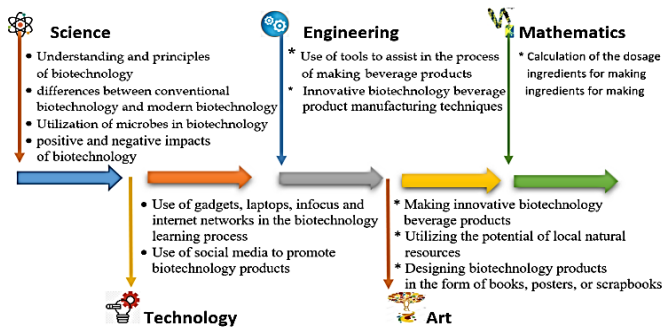 Science
• Understanding and principles
of biotechnology
• differences between conventional
biotechnology and modern biotechnology
• Utilization of microbes in biotechnology
• positive and negative impacts
of biotechnology
Engineering
* Use of tools to assist in the process
of making beverage products
* Innovative biotechnology beverage
product manufacturing techniques
Mathematics
* Calculation of the dosage
ingredients for making
ingredients for making
• Use of gadgets, laptops, infocus and
internet networks in the biotechnology
learning process
• Use of social media to promote
biotechnology products
Technology
* Making innovative biotechnology
beverage products
* Utilizing the potential of local natural
resources
* Designing biotechnology products
in the form of books, posters, or scrapbooks
Art